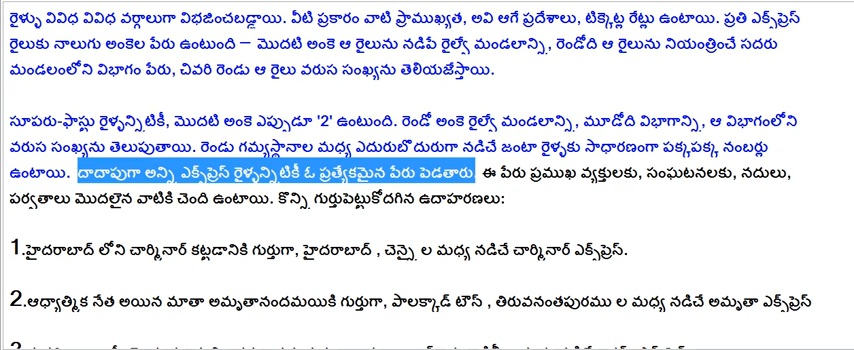 రైళ్ళు వివిధ వివిధ వర్గాలుగా విభజించబడ్డాయి. వీటి ప్రకారం వాటి ప్రాముఖ్యత, అవి ఆగే ప్రదేశాలు, టిక్కెట్ల రేట్లు ఉంటాయి. ప్రతి ఎక్స్‌ప్రెస్
రైలుకు నాలుగు అంకెల పేరు ఉంటుంది – మొదటి అంకె ఆ రైలును నడిపే రైల్వే మండలాన్ని, రెండోది ఆ రైలును నియంత్రించే సదరు
మండలంలోని విభాగం పేరు, చివరి రెండు ఆ రైలు వరుస సంఖ్యను తెలియజేస్తాయి.
సూపరు-ఫాస్టు రైళ్ళన్నిటికీ, మొదటి అంకె ఎప్పుడూ '2' ఉంటుంది. రెండో అంకె రైల్వే మండలాన్ని, మూడోది విభాగాన్ని, ఆ విభాగంలోని
వరుస సంఖ్యను తెలుపుతాయి. రెండు గమ్యస్థానాల మధ్య ఎదురుబొదురుగా నడిచే జంటా రైళ్ళకు సాధారణంగా పక్కపక్క నంబర్లు
ఉంటాయి. దాదాపుగా అన్ని ఎక్స్‌ప్రెస్ రైళ్ళన్నిటికీ ఓ ప్రత్యేకమైన పేరు పెడతారు ఈ పేరు ప్రముఖ వ్యక్తులకు, సంఘటనలకు, నదులు,
పర్వతాలు మొదలైన వాటికి చెంది ఉంటాయి. కొన్ని గుర్తుపెట్టుకోదగిన ఉదాహరణలు:
1.హైదరాబాద్ లోని చార్మినార్ కట్టడానికి గుర్తుగా, హైదరాబాద్ , చెన్నై ల మధ్య నడిచే చార్మినార్ ఎక్స్‌ప్రెస్.
2.ఆధ్యాత్మిక నేత అయిన మాతా అమృతానందమయికి గుర్తుగా, పాలక్కాడ్ టౌన్ , తిరువనంతపురము ల మధ్య నడిచే అమృతా ఎక్స్‌ప్రెస్